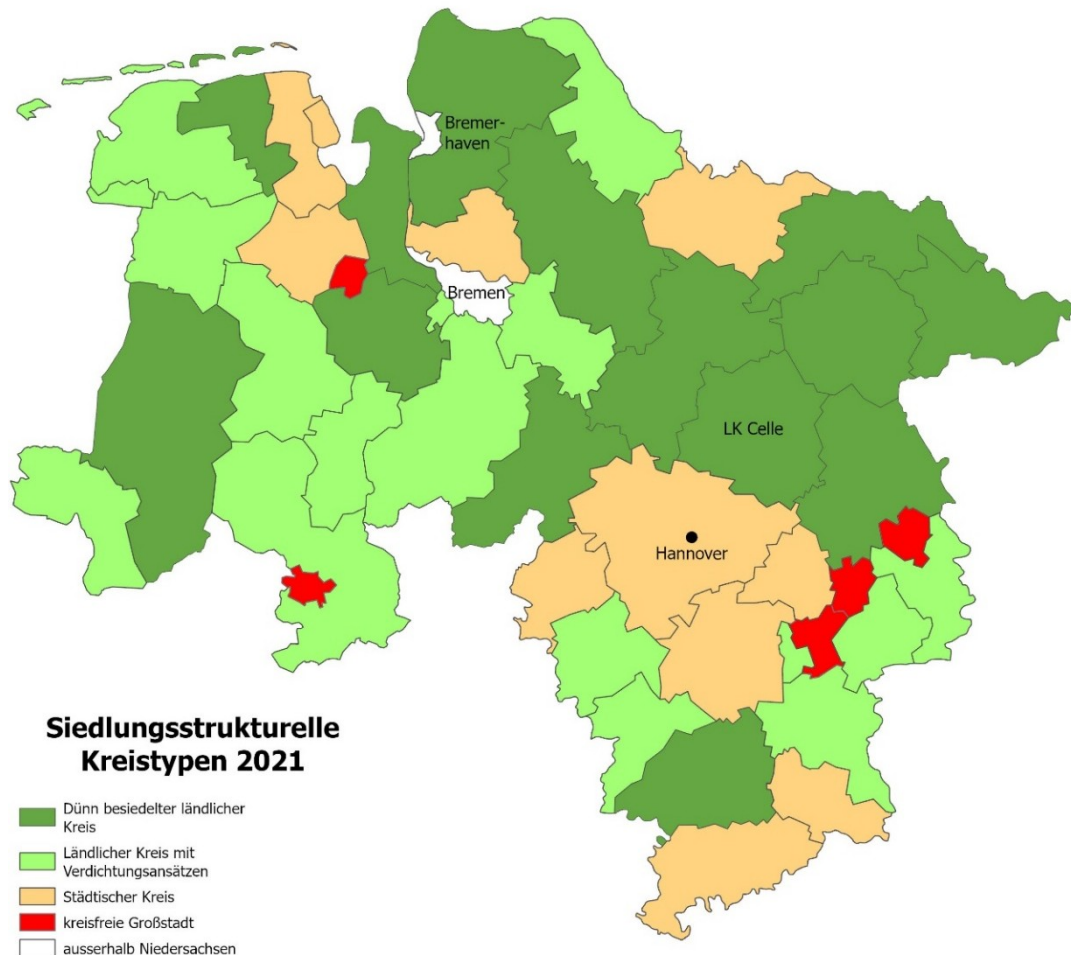 Bremer-
haven
Bremen
LK Celle
Hannover
Siedlungsstrukturelle
Kreistypen 2021
Dünn besiedelter ländlicher
Kreis
Ländlicher Kreis mit
Verdichtungsansätzen
Städtischer Kreis
kreisfreie Großstadt
ausserhalb Niedersachsen